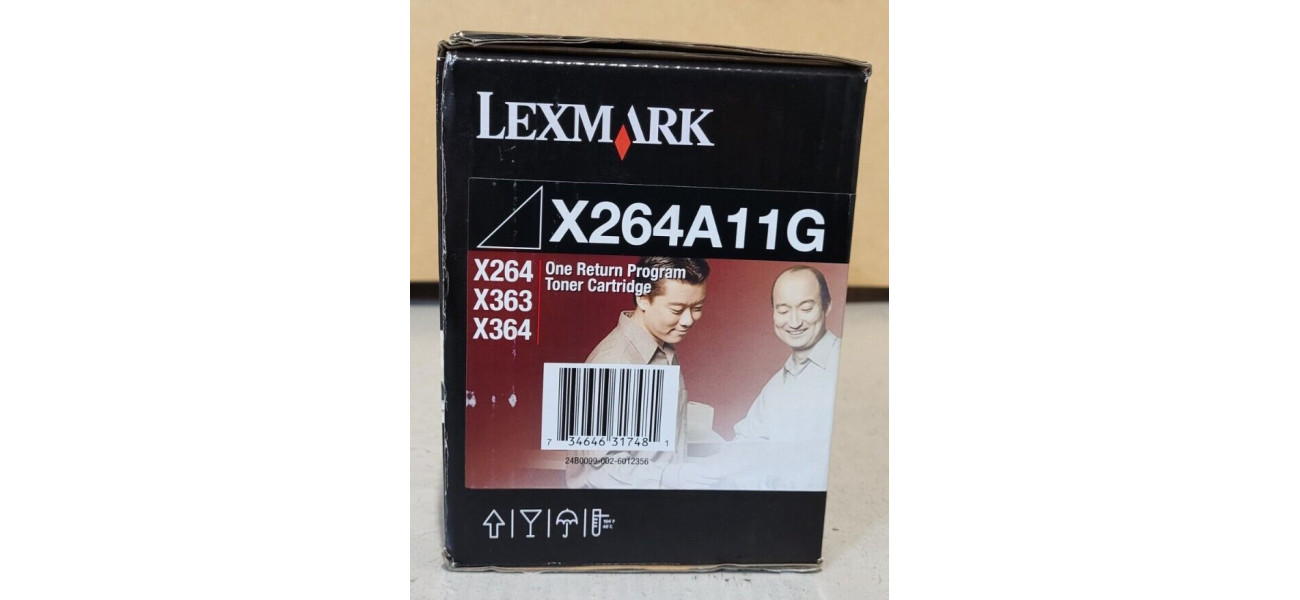 LEXMARK
X264A11G
X264
X363
X364
One Return Program
Toner Cartridge
7 34646 31748 1
24B0099-002-6012356